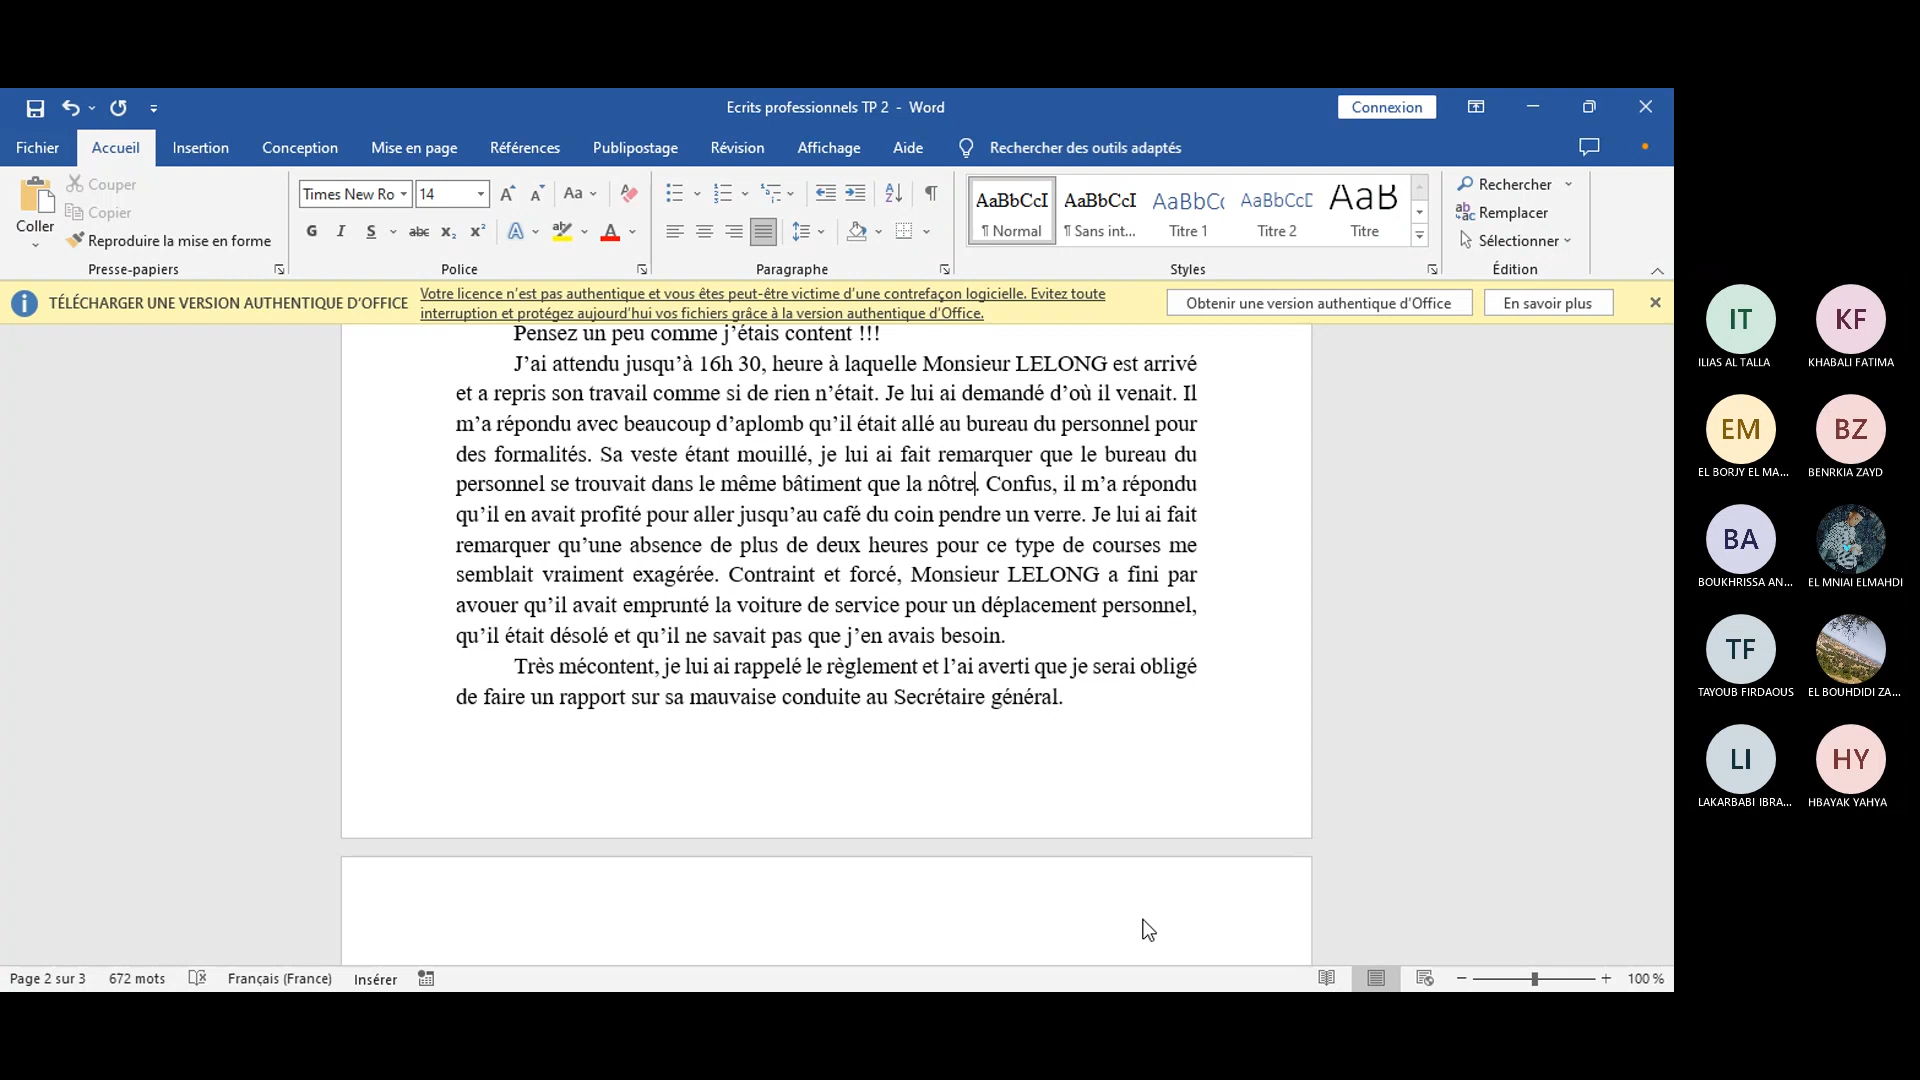 Ecrits professionnels TP 2 - Word
Connexion
Fichier Accueil Insertion Conception Mise en page Références Publipostage Révision Affichage Aide Rechercher des outils adaptés
Coller
Couper
Copier
Reproduire la mise en forme
Presse-papiers
Times New Ro 14
Aa
G I S abc x₂ x² A ab A
Police
Paragraphe
AaBbCcI AaBbCcI AaBbCc AaBbCcD AaB
¶ Normal ¶ Sans int... Titre 1 Titre 2 Titre
Styles
Rechercher
Remplacer
Sélectionner
Édition
TÉLÉCHARGER UNE VERSION AUTHENTIQUE D’OFFICE
Votre licence n’est pas authentique et vous êtes peut-être victime d’une contrefaçon logicielle. Evitez toute
interruption et protégez aujourd’hui vos fichiers grâce à la version authentique d’Office.
Obtenir une version authentique d’Office
En savoir plus
Pensez un peu comme j’étais content !!!
J’ai attendu jusqu’à 16h 30, heure à laquelle Monsieur LELONG est arrivé
et a repris son travail comme si de rien n’était. Je lui ai demandé d’où il venait. Il
m’a répondu avec beaucoup d’aplomb qu’il était allé au bureau du personnel pour
des formalités. Sa veste étant mouillé, je lui ai fait remarquer que le bureau du
personnel se trouvait dans le même bâtiment que la nôtre. Confus, il m’a répondu
qu’il en avait profité pour aller jusqu’au café du coin pendre un verre. Je lui ai fait
remarquer qu’une absence de plus de deux heures pour ce type de courses me
semblait vraiment exagérée. Contraint et forcé, Monsieur LELONG a fini par
avouer qu’il avait emprunté la voiture de service pour un déplacement personnel,
qu’il était désolé et qu’il ne savait pas que j’en avais besoin.
Très mécontent, je lui ai rappelé le règlement et l’ai averti que je serai obligé
de faire un rapport sur sa mauvaise conduite au Secrétaire général.
Page 2 sur 3 672 mots Français (France) Insérer 100 %
IT KF
ILIAS AL TALLA KHABALI FATIMA
EM BZ
EL BORJY EL MA... BENRKIA ZAYD
BA
BOUKHRISSA AN... EL MNIAI ELMAHDI
TF
TAYOUB FIRDAOUS EL BOUHDIDI ZA...
LI HY
LAKARBABI IBRA... HBAYAK YAHYA